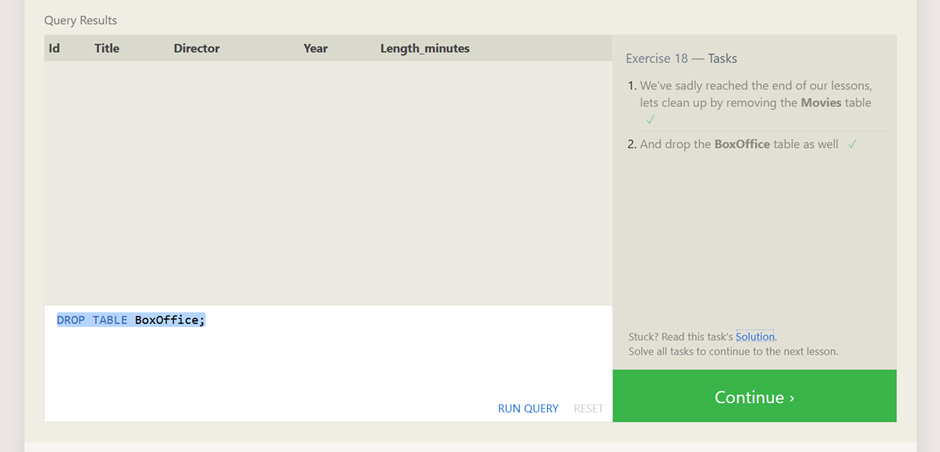 Query Results
Id Title Director Year Length_minutes
Exercise 18 — Tasks
1. We've sadly reached the end of our lessons,
lets clean up by removing the Movies table
✓
2. And drop the BoxOffice table as well ✓
DROP TABLE BoxOffice;
RUN QUERY RESET
Stuck? Read this task's Solution.
Solve all tasks to continue to the next lesson.
Continue ›